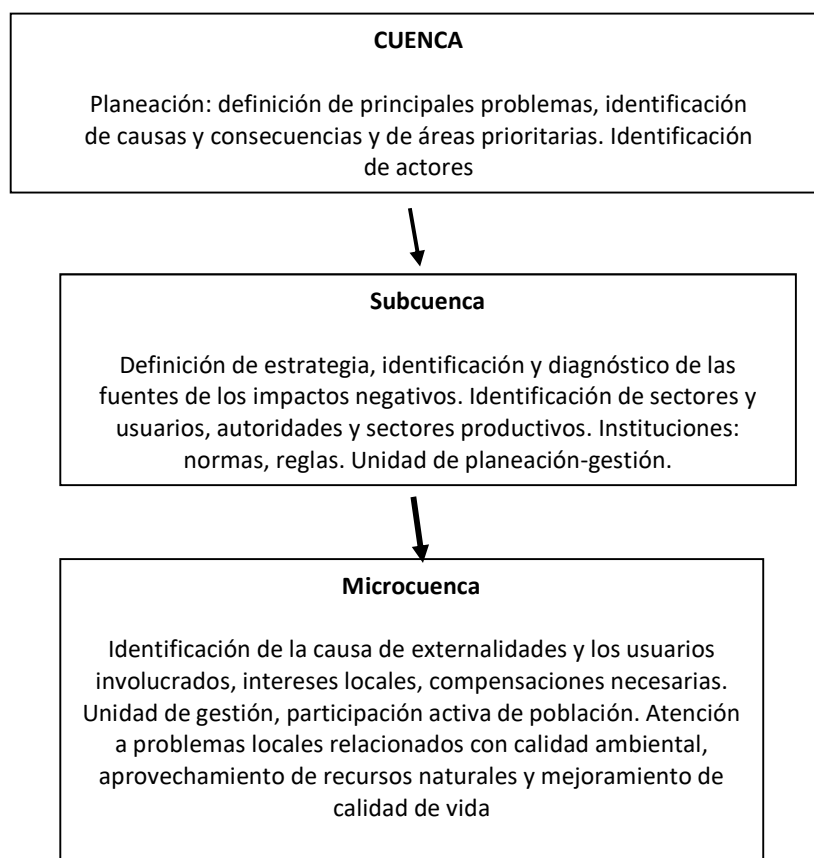 CUENCA
Planeación: definición de principales problemas, identificación
de causas y consecuencias y de áreas prioritarias. Identificación
de actores
Subcuenca
Definición de estrategia, identificación y diagnóstico de las
fuentes de los impactos negativos. Identificación de sectores y
usuarios, autoridades y sectores productivos. Instituciones:
normas, reglas. Unidad de planeación-gestión.
Microcuenca
Identificación de la causa de externalidades y los usuarios
involucrados, intereses locales, compensaciones necesarias.
Unidad de gestión, participación activa de población. Atención
a problemas locales relacionados con calidad ambiental,
aprovechamiento de recursos naturales y mejoramiento de
calidad de vida